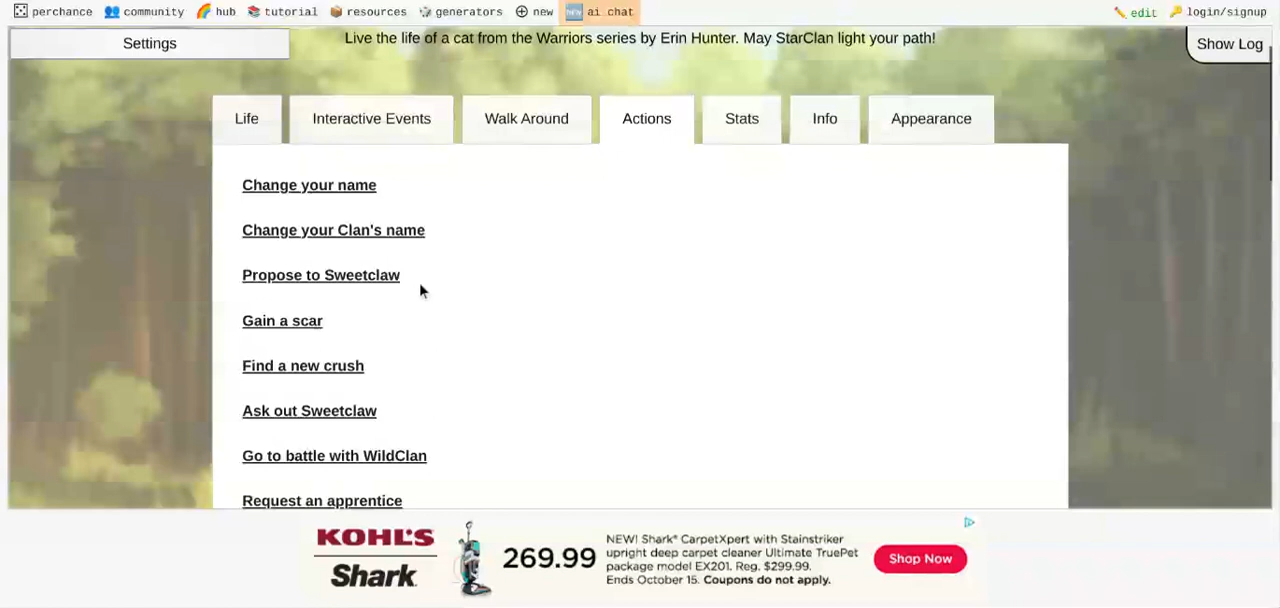 perchance community hub tutorial resources generators new ai chat edit login/signup
Settings
Live the life of a cat from the Warriors series by Erin Hunter. May StarClan light your path!
Show Log
Life Interactive Events Walk Around Actions Stats Info Appearance
Change your name
Change your Clan's name
Propose to Sweetclaw
Gain a scar
Find a new crush
Ask out Sweetclaw
Go to battle with WildClan
Request an apprentice
KOHL'S
Shark
269.99
NEW! Shark® CarpetXpert with Stainstriker
upright deep carpet cleaner Ultimate TruePet
package model EX201. Reg. $299.99.
Ends October 15. Coupons do not apply.
Shop Now